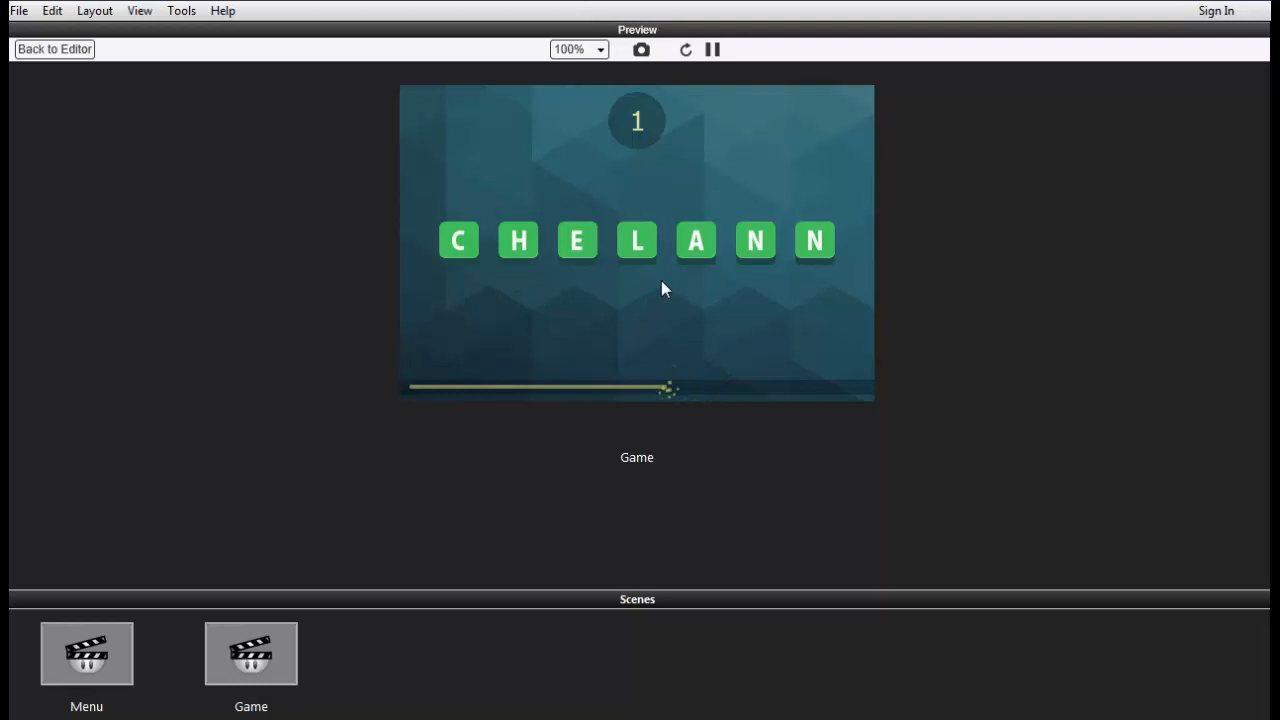 File Edit Layout View Tools Help Sign In
Preview
Back to Editor 100%
1
C H E L A N N
Game
Scenes
Menu Game